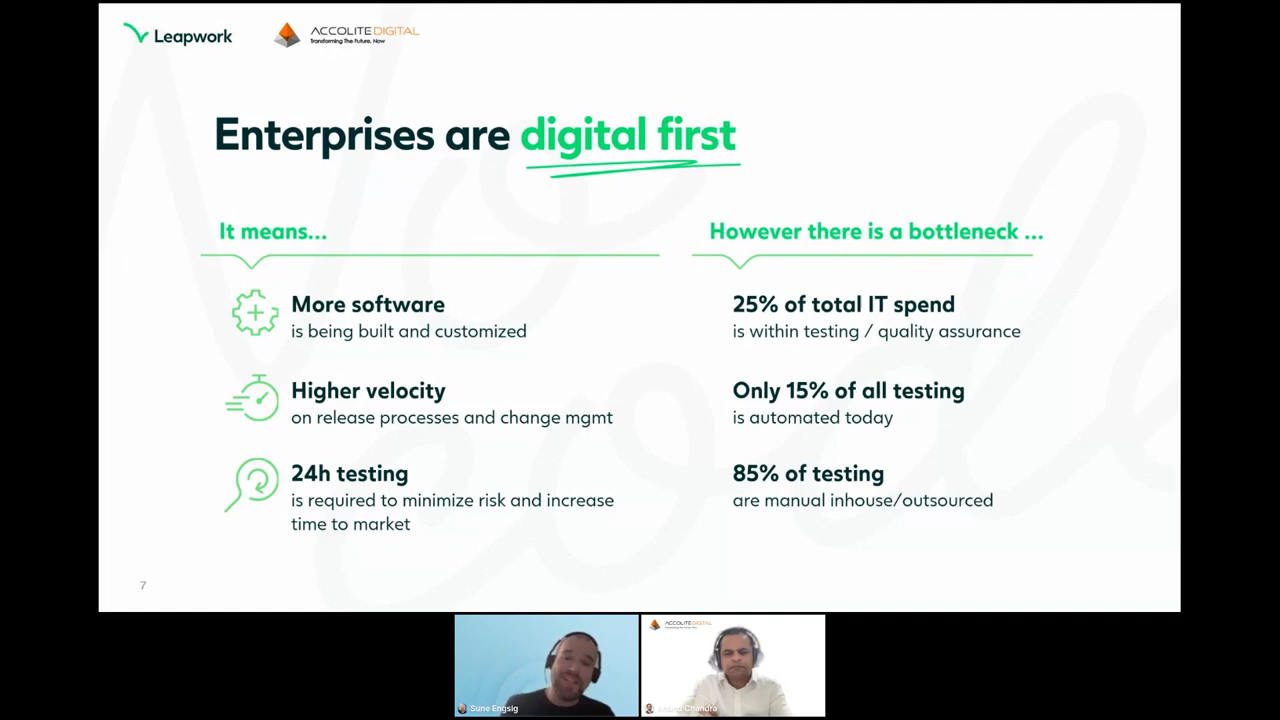 Leapwork
ACCOLITE DIGITAL
Transforming The Future, Now
Enterprises are digital first
It means...
More software
is being built and customized
Higher velocity
on release processes and change mgmt
24h testing
is required to minimize risk and increase
time to market
However there is a bottleneck ...
25% of total IT spend
is within testing / quality assurance
Only 15% of all testing
is automated today
85% of testing
are manual inhouse/outsourced
7
Sune Engsig
ACCOLITE DIGITAL
Chandra